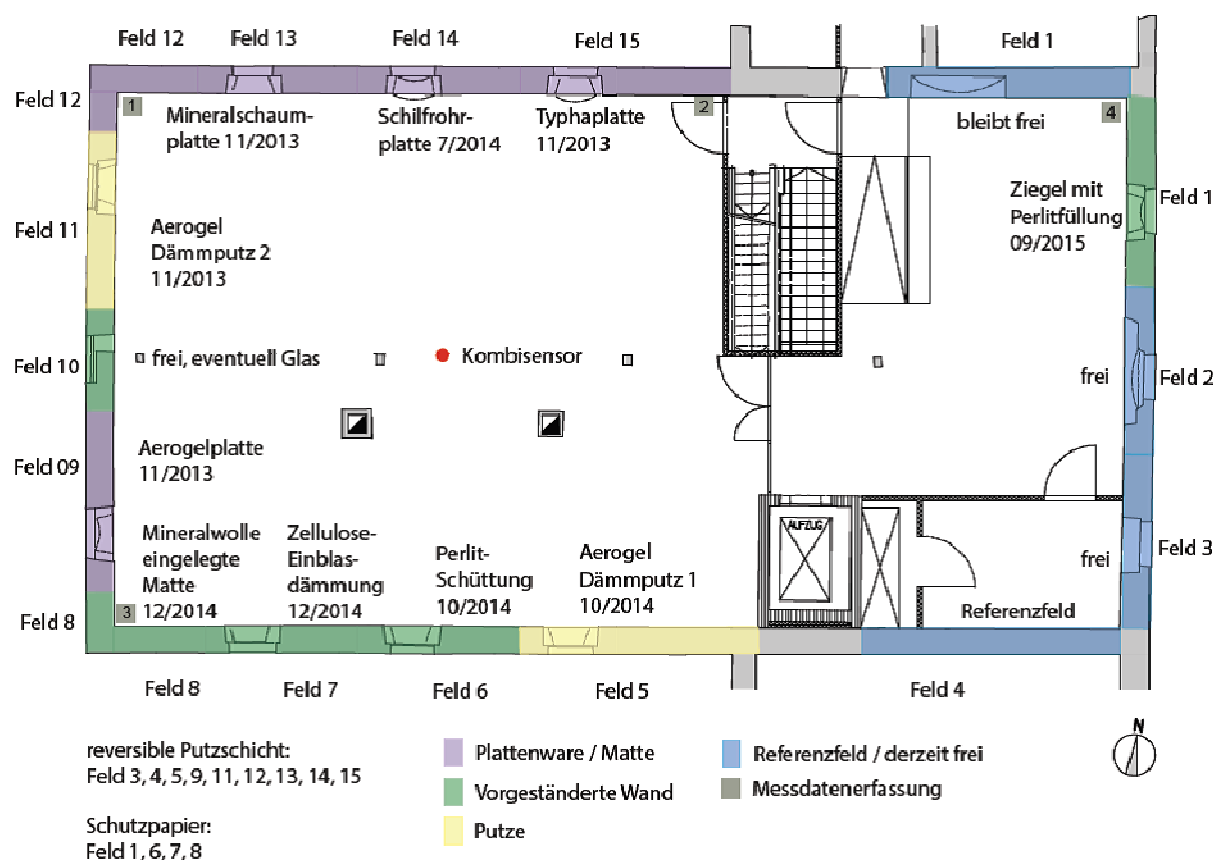 Feld 12
Feld 13
Feld 14
Feld 15
Feld 1
Feld 12
1
Mineralschaum-
platte 11/2013
Schilfrohr-
platte 7/2014
Typhaplatte
11/2013
2
bleibt frei
4
Ziegel mit
Perlitfüllung
09/2015
Feld 1
Feld 11
Aerogel
Dämmputz 2
11/2013
Feld 10
frei, eventuell Glas
Kombisensor
frei
Feld 2
Feld 09
Aerogelplatte
11/2013
Mineralwolle
eingelegte
Matte
12/2014
Zellulose-
Einblas-
dämmung
12/2014
Perlit-
Schüttung
10/2014
Aerogel
Dämmputz 1
10/2014
AUFZUG
frei
Feld 3
Referenzfeld
Feld 8
3
Feld 8
Feld 7
Feld 6
Feld 5
Feld 4
N
reversible Putzschicht:
Feld 3, 4, 5, 9, 11, 12, 13, 14, 15
Schutzpapier:
Feld 1, 6, 7, 8
Plattenware / Matte
Vorgeständerte Wand
Putze
Referenzfeld / derzeit frei
Messdatenerfassung